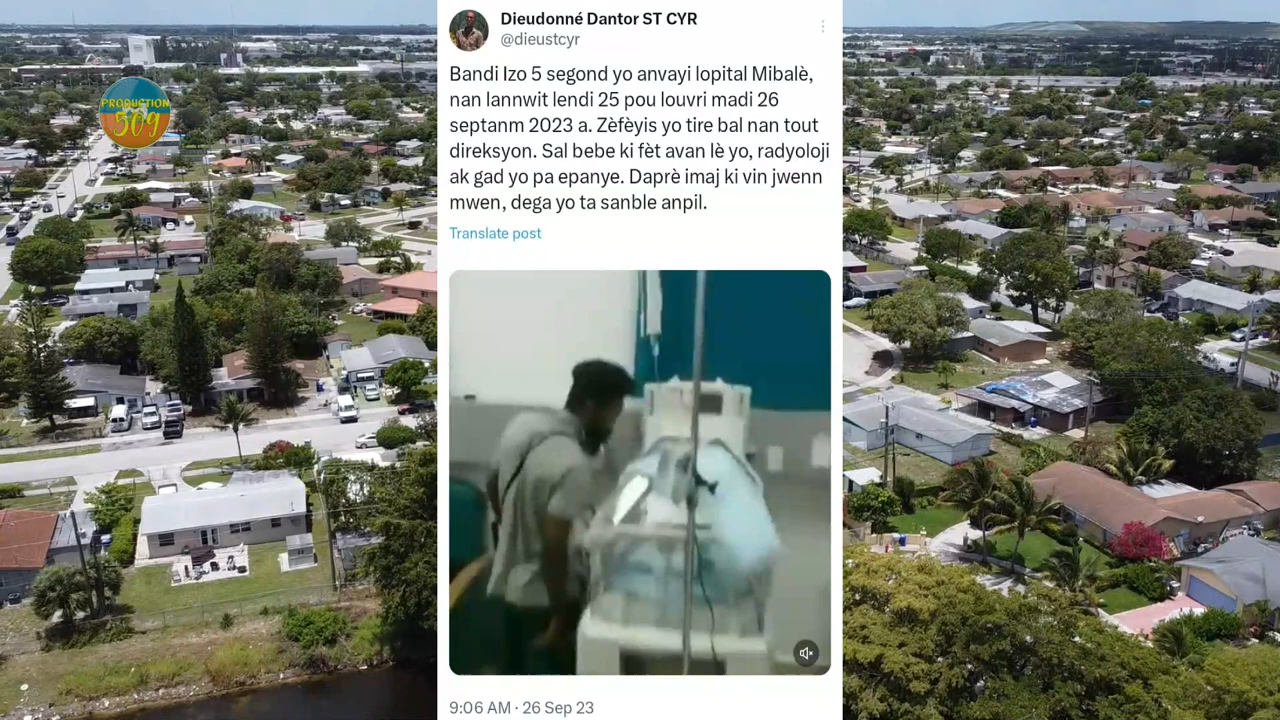 PRODUCTION
509
Dieudonné Dantor ST CYR
@dieustcyr
Bandi Izo 5 segond yo anvayi lopital Mibalè,
nan lannwit lendi 25 pou louvri madi 26
septanm 2023 a. Zèfèyis yo tire bal nan tout
direksyon. Sal bebe ki fèt avan lè yo, radyoloji
ak gad yo pa epanye. Daprè imaj ki vin jwenn
mwen, dega yo ta sanble anpil.
Translate post
9:06 AM · 26 Sep 23